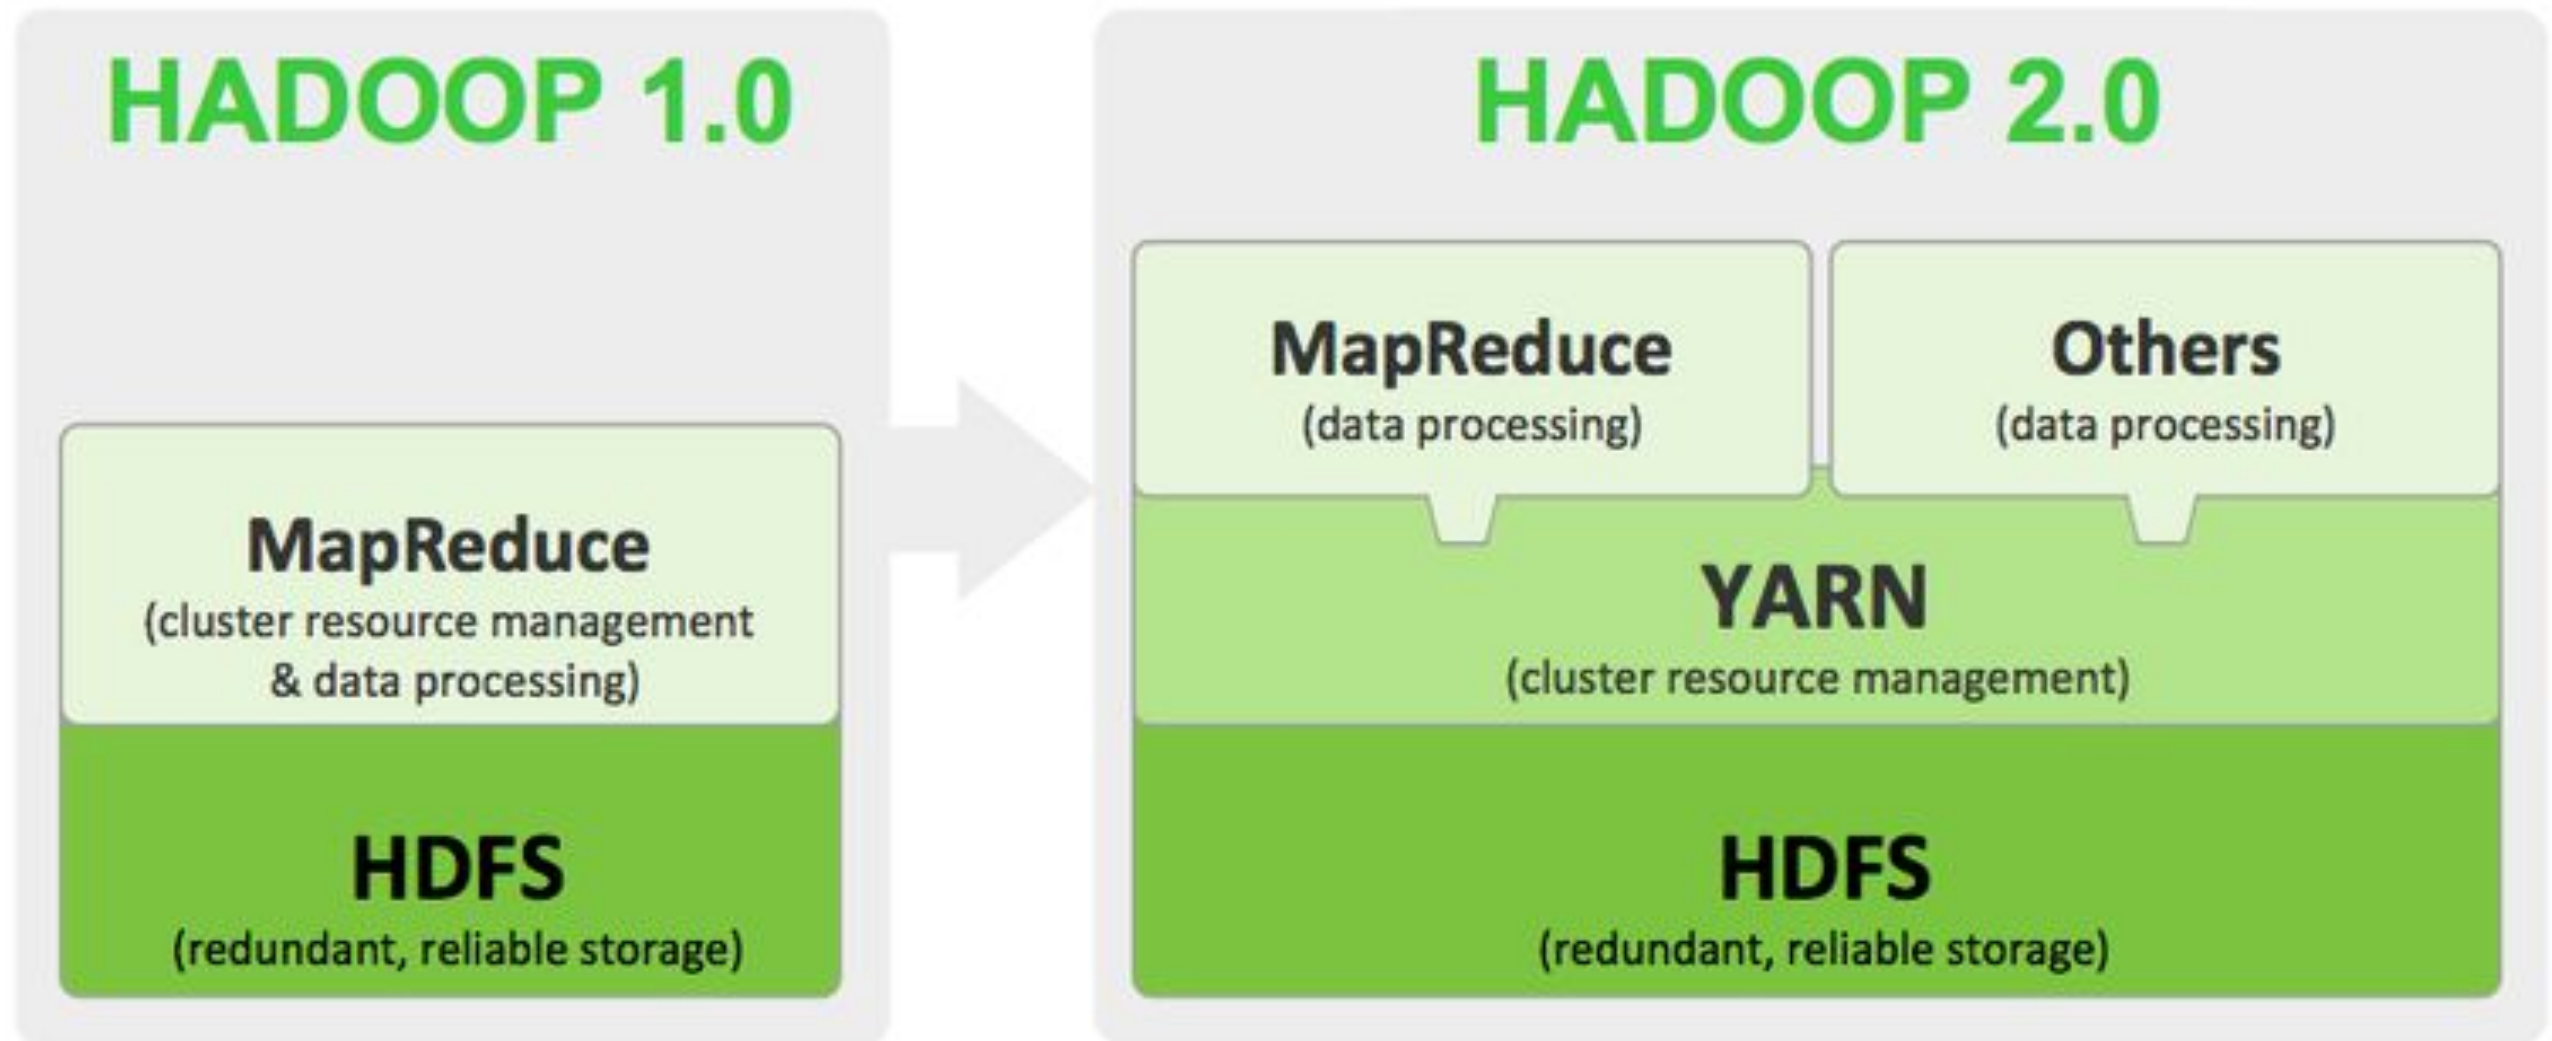 HADOOP 1.0
MapReduce
(cluster resource management
& data processing)
HDFS
(redundant, reliable storage)
HADOOP 2.0
MapReduce
(data processing)
Others
(data processing)
YARN
(cluster resource management)
HDFS
(redundant, reliable storage)